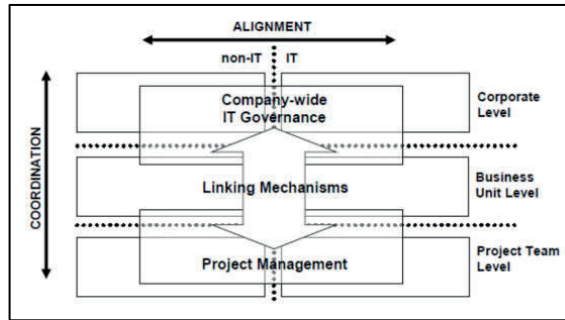 ALIGNMENT
non-IT IT
Company-wide
IT Governance
Corporate
Level
COORDINATION
Linking Mechanisms
Business
Unit Level
Project Management
Project Team
Level